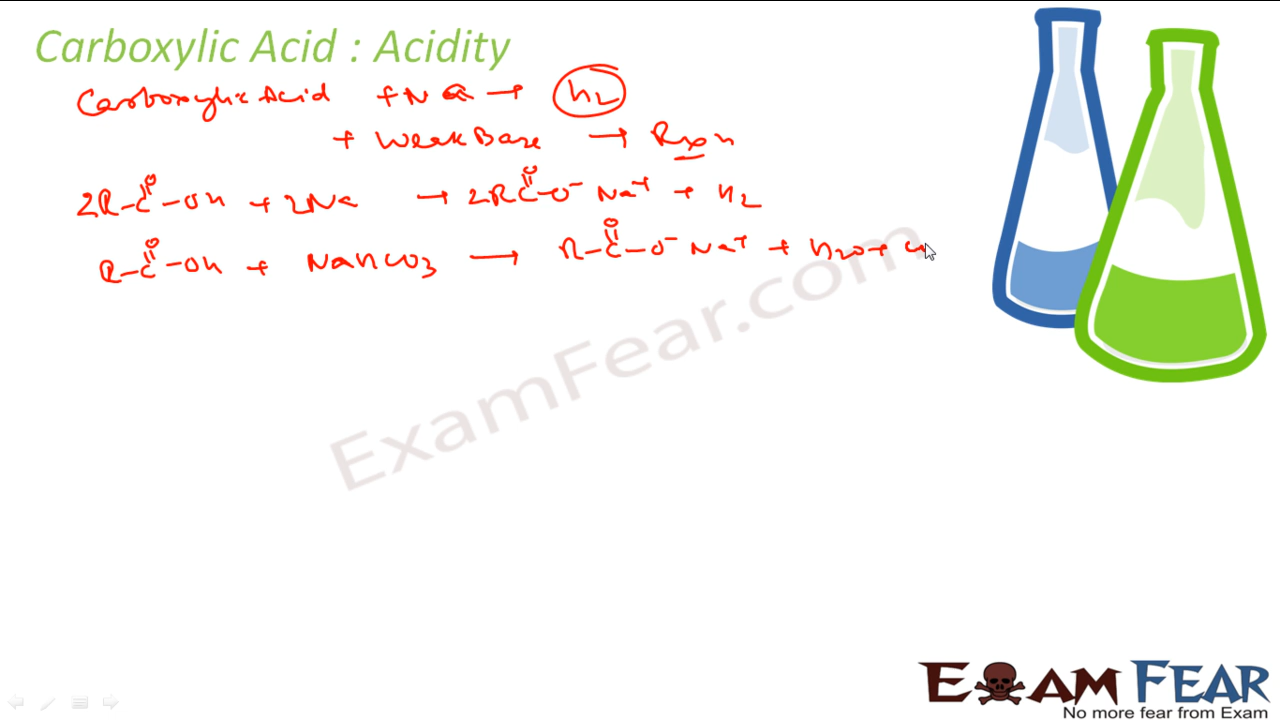 Carboxylic Acid : Acidity
Carboxylic Acid + Na → H2
+ Weak Base → Rxn
O O
2R-C-OH + 2Na → 2RC-O⁻ Na⁺ + H2
O O
R-C-OH + NaHCO3 → R-C-O⁻ Na⁺ + H2O +
ExamFear.com
EXAM FEAR
No more fear from Exam